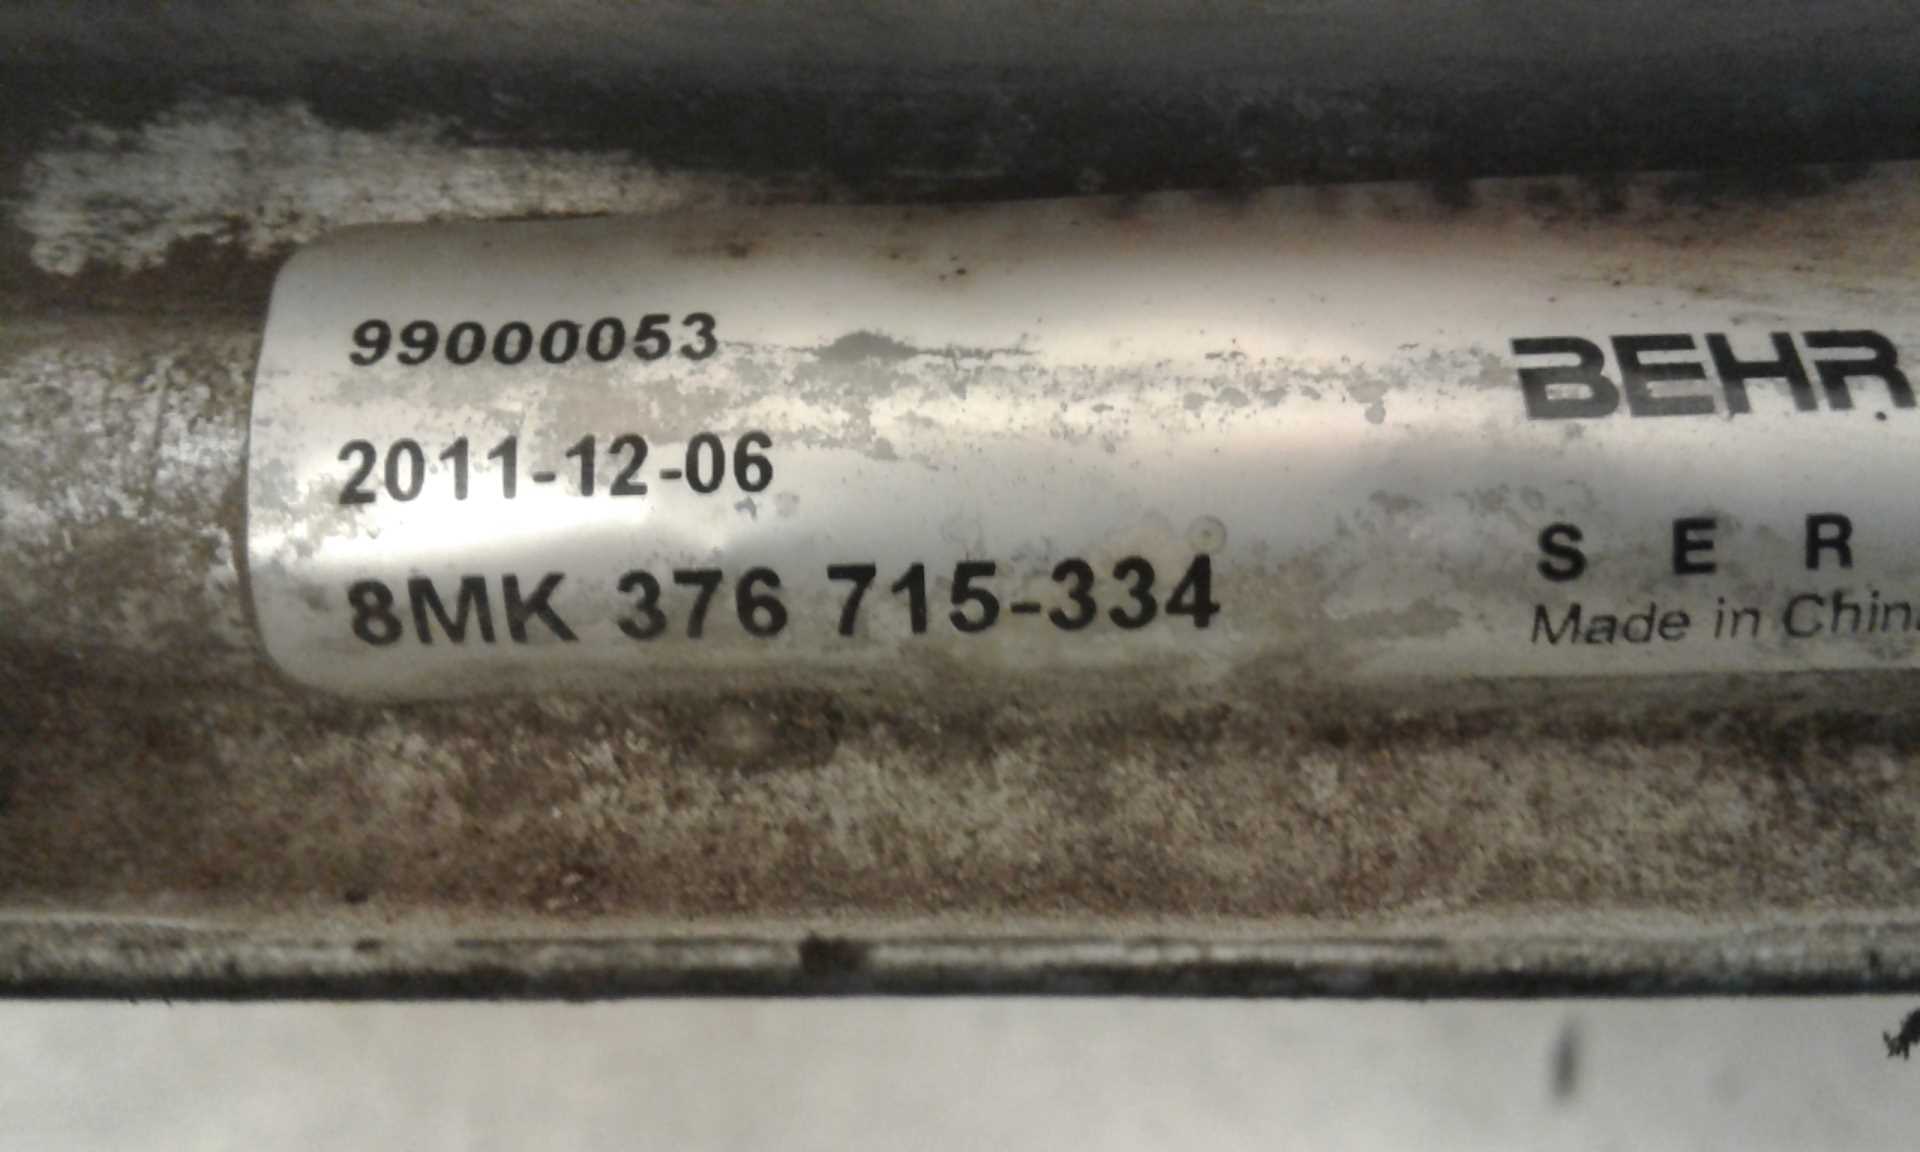 99000053
2011-12-06
8MK 376 715-334
BEHR
S E R
Made in China